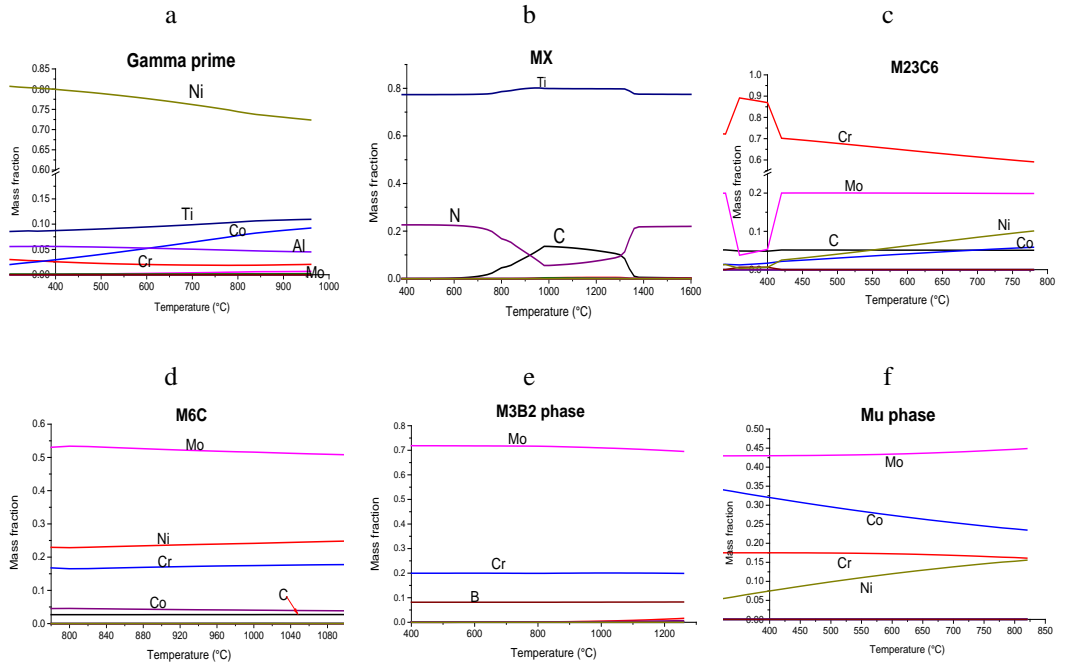 a
Gamma prime
0.85
0.80
0.75
0.70
0.65
0.60
0.15
0.10
0.05
0.00
Mass fraction
Ni
Ti
Co
Al
Cr
Mo
400 500 600 700 800 900 1000
Temperature (°C)
b
MX
0.8
0.6
0.4
0.2
0.0
Mass fraction
Ti
N
C
400 600 800 1000 1200 1400 1600
Temperature (°C)
c
M23C6
1.0
0.9
0.8
0.7
0.6
0.2
0.1
0.0
Mass fraction
Cr
Mo
Ni
C
Co
400 450 500 550 600 650 700 750 800
Temperature (°C)
d
M6C
0.6
0.5
0.4
0.3
0.2
0.1
0.0
Mass fraction
Mo
Ni
Cr
Co
C
800 840 880 920 960 1000 1040 1080
Temperature (°C)
e
M3B2 phase
0.8
0.7
0.6
0.5
0.4
0.3
0.2
0.1
0.0
Mass fraction
Mo
Cr
B
400 600 800 1000 1200
Temperature (°C)
f
Mu phase
0.50
0.45
0.40
0.35
0.30
0.25
0.20
0.15
0.10
0.05
0.00
Mass fraction
Mo
Co
Cr
Ni
400 450 500 550 600 650 700 750 800 850
Temperature (°C)